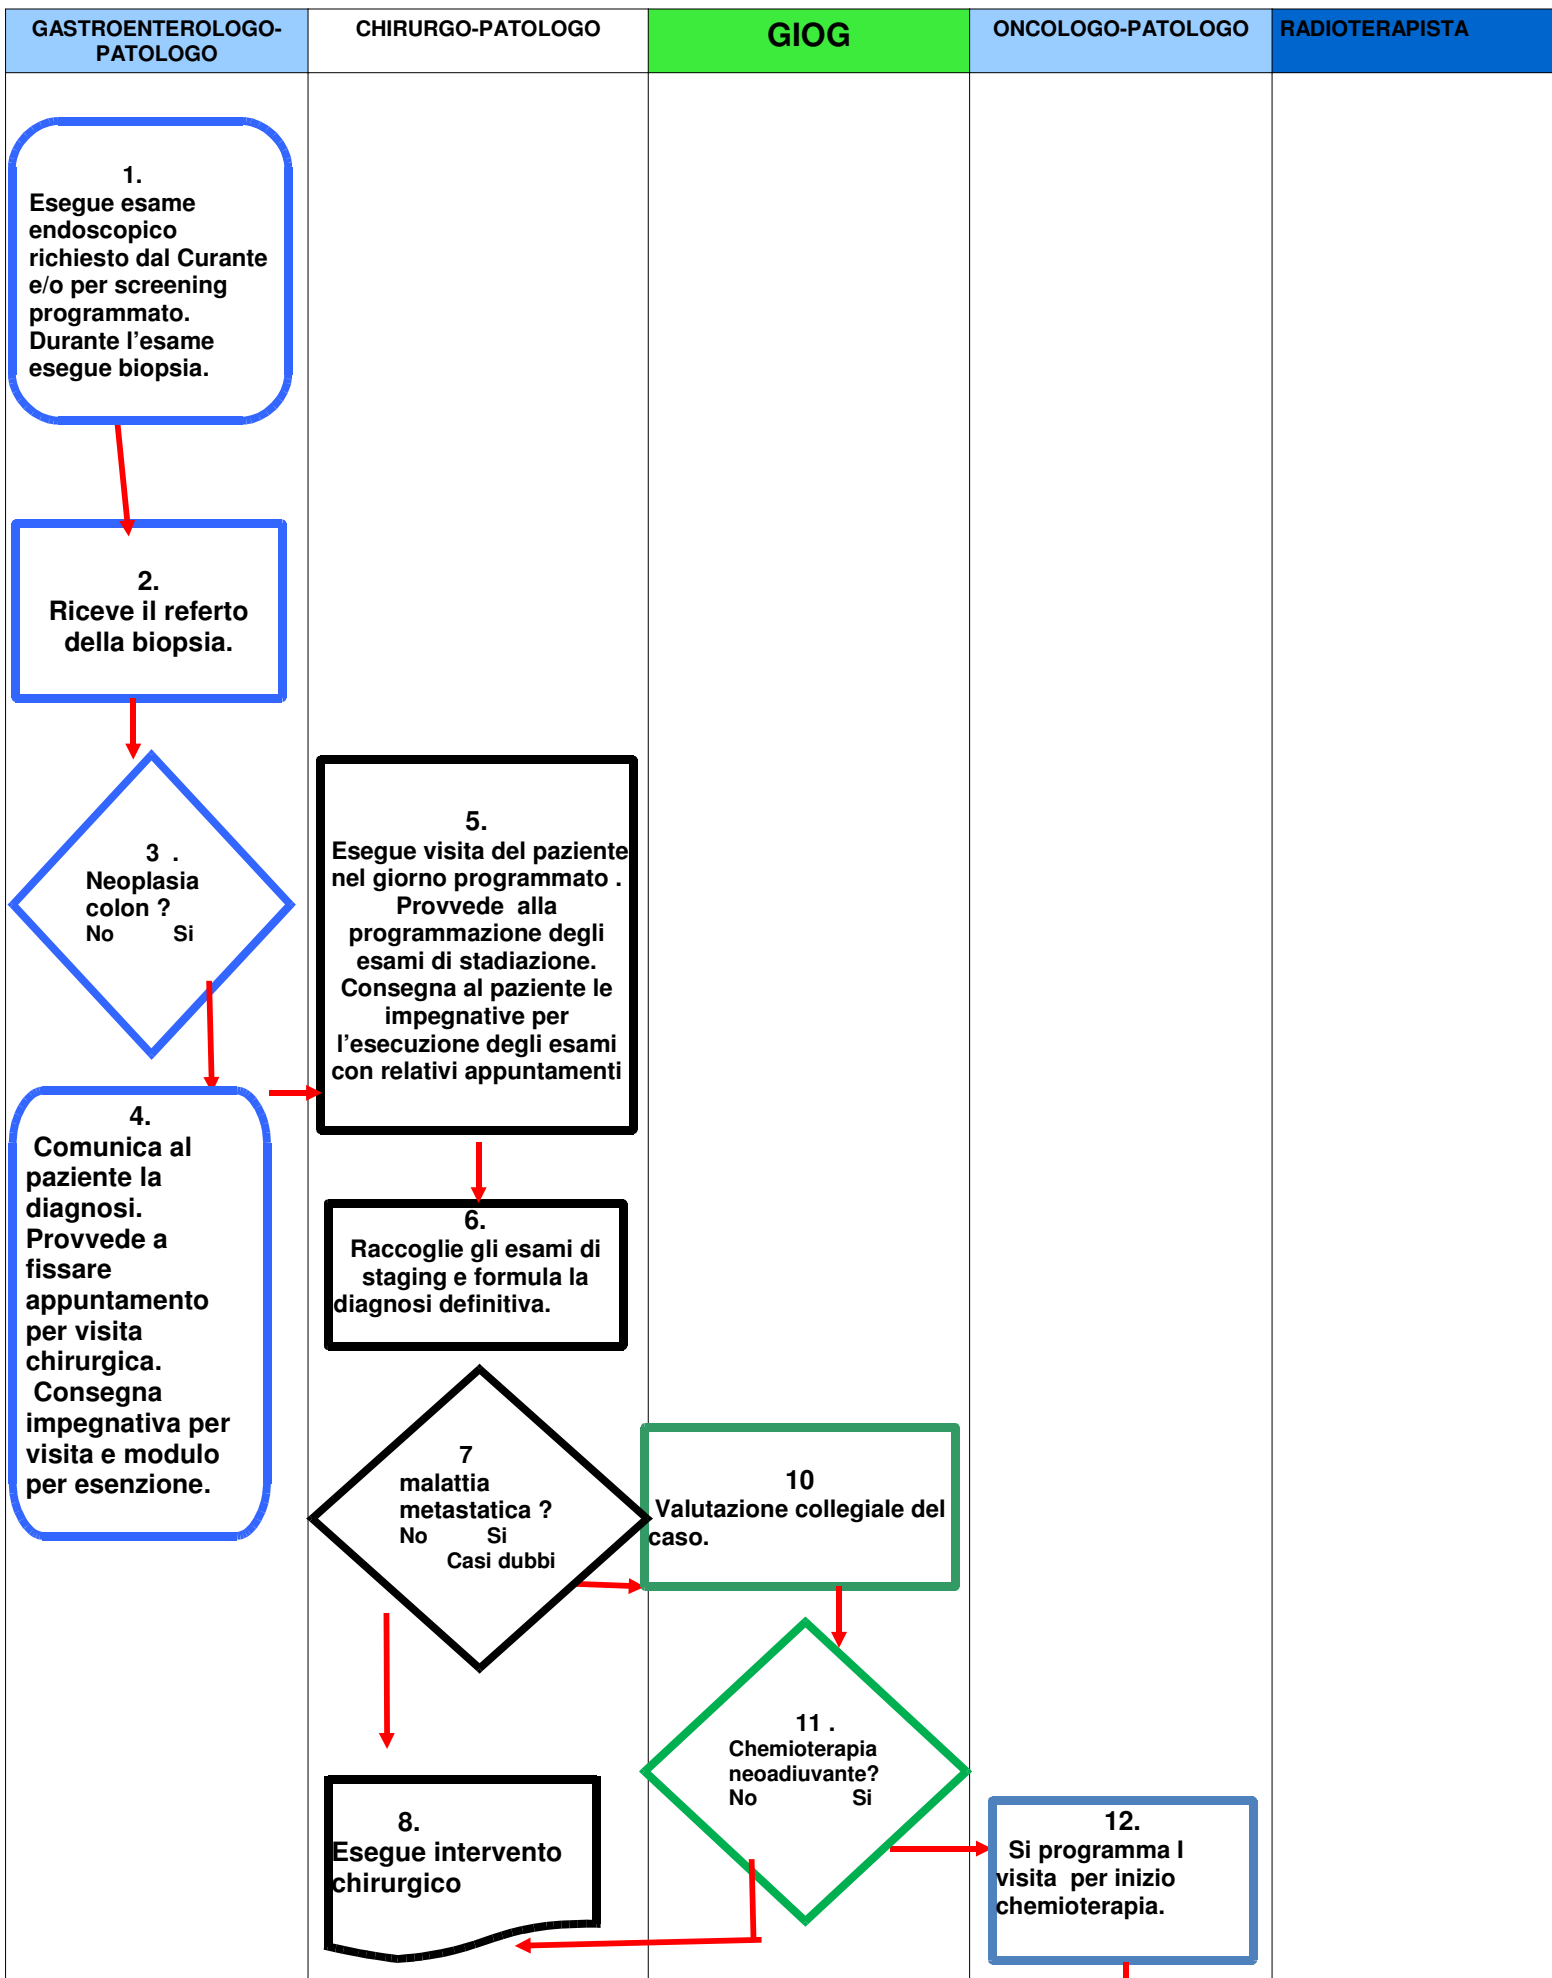 GASTROENTEROLOGO-
PATOLOGO
CHIRURGO-PATOLOGO
GIOG
ONCOLOGO-PATOLOGO
RADIOTERAPISTA
1.
Esegue esame
endoscopico
richiesto dal Curante
e/o per screening
programmato.
Durante l'esame
esegue biopsia.
2.
Riceve il referto
della biopsia.
3 .
Neoplasia
colon ?
No Si
4.
Comunica al
paziente la
diagnosi.
Provvede a
fissare
appuntamento
per visita
chirurgica.
Consegna
impegnativa per
visita e modulo
per esenzione.
5.
Esegue visita del paziente
nel giorno programmato .
Provvede alla
programmazione degli
esami di stadiazione.
Consegna al paziente le
impegnative per
l'esecuzione degli esami
con relativi appuntamenti
6.
Raccoglie gli esami di
staging e formula la
diagnosi definitiva.
7
malattia
metastatica ?
No Si
Casi dubbi
8.
Esegue intervento
chirurgico
10
Valutazione collegiale del
caso.
11 .
Chemioterapia
neoadiuvante?
No Si
12.
Si programma I
visita per inizio
chemioterapia.